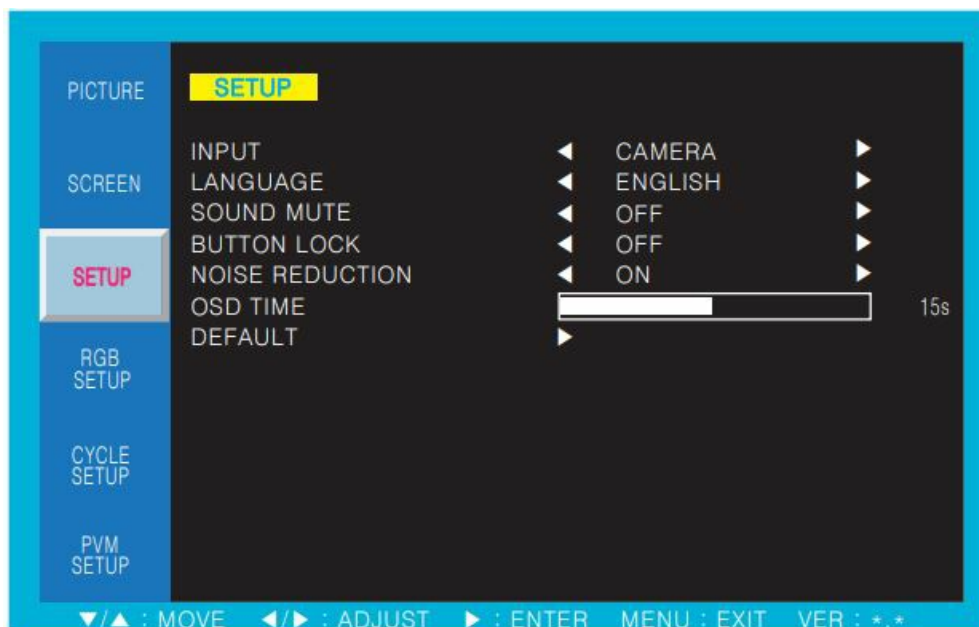 PICTURE
SCREEN
SETUP
RGB
SETUP
CYCLE
SETUP
PVM
SETUP
SETUP
INPUT ◀ CAMERA ▶
LANGUAGE ◀ ENGLISH ▶
SOUND MUTE ◀ OFF ▶
BUTTON LOCK ◀ OFF ▶
NOISE REDUCTION ◀ ON ▶
OSD TIME 15s
DEFAULT ▶
▼/▲ : MOVE ◀/▶ : ADJUST ▶ : ENTER MENU : EXIT VER : *.*